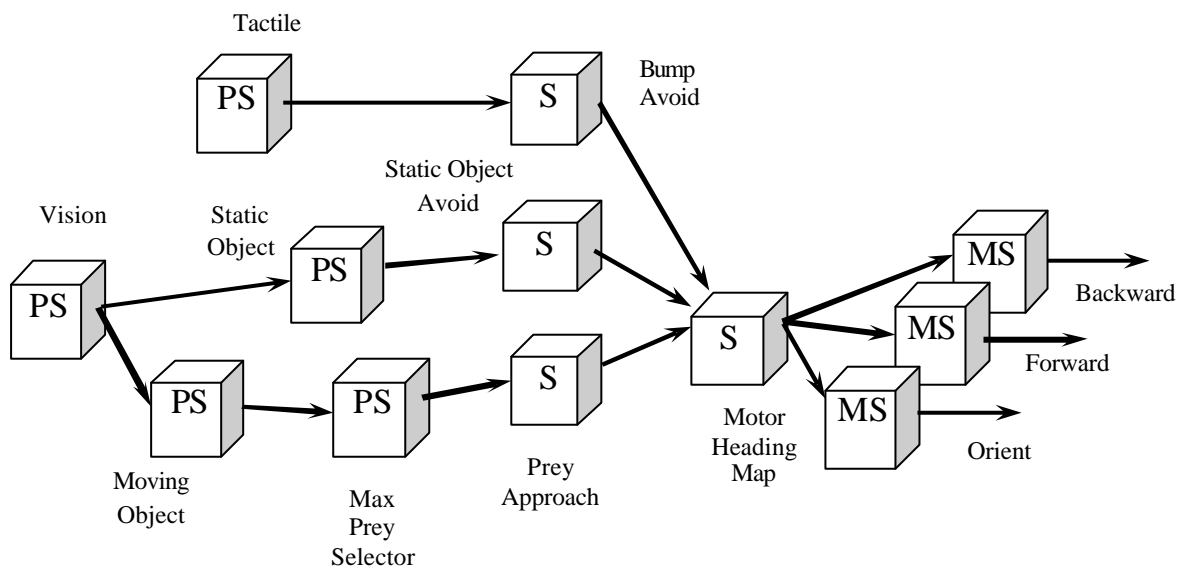 Tactile
PS
S
Bump
Avoid
Vision
PS
Static
Object
PS
Static Object
Avoid
S
Moving
Object
PS
PS
Max
Prey
Selector
S
Prey
Approach
S
Motor
Heading
Map
MS
Backward
MS
Forward
MS
Orient